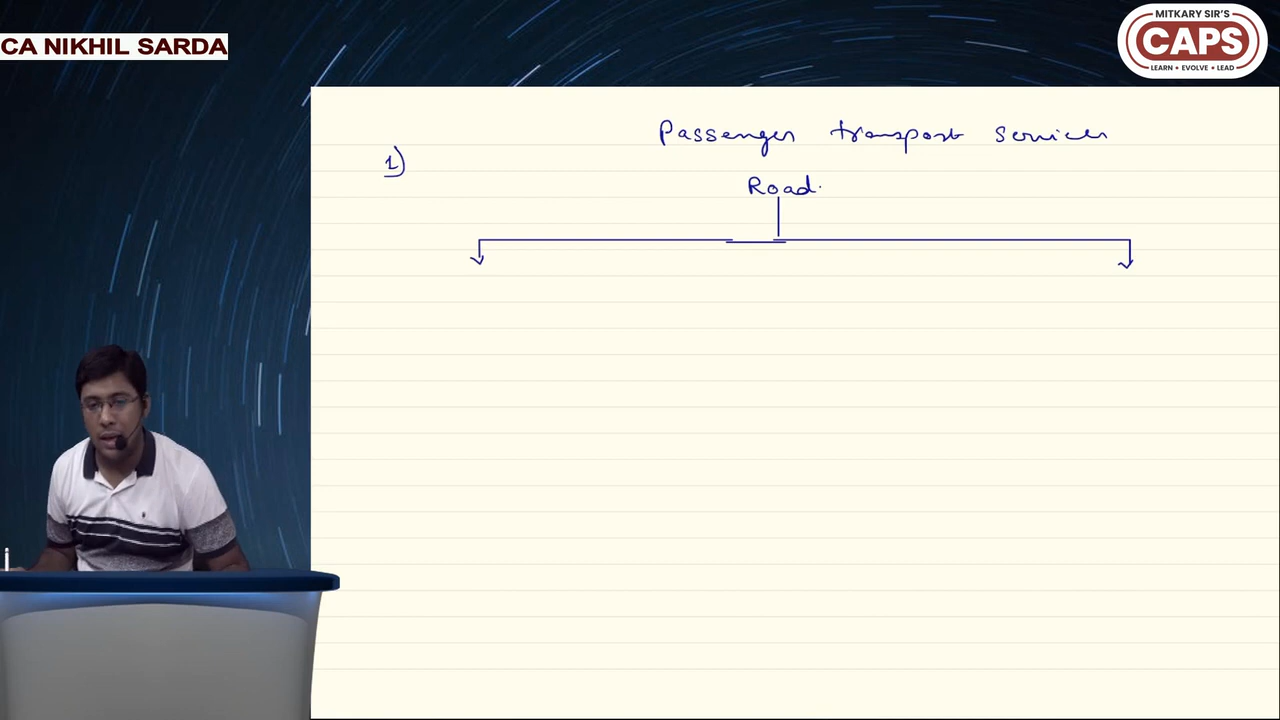 CA NIKHIL SARDA
MITKARY SIR'S
CAPS
LEARN • EVOLVE • LEAD
Passenger transport services
1)
Road.